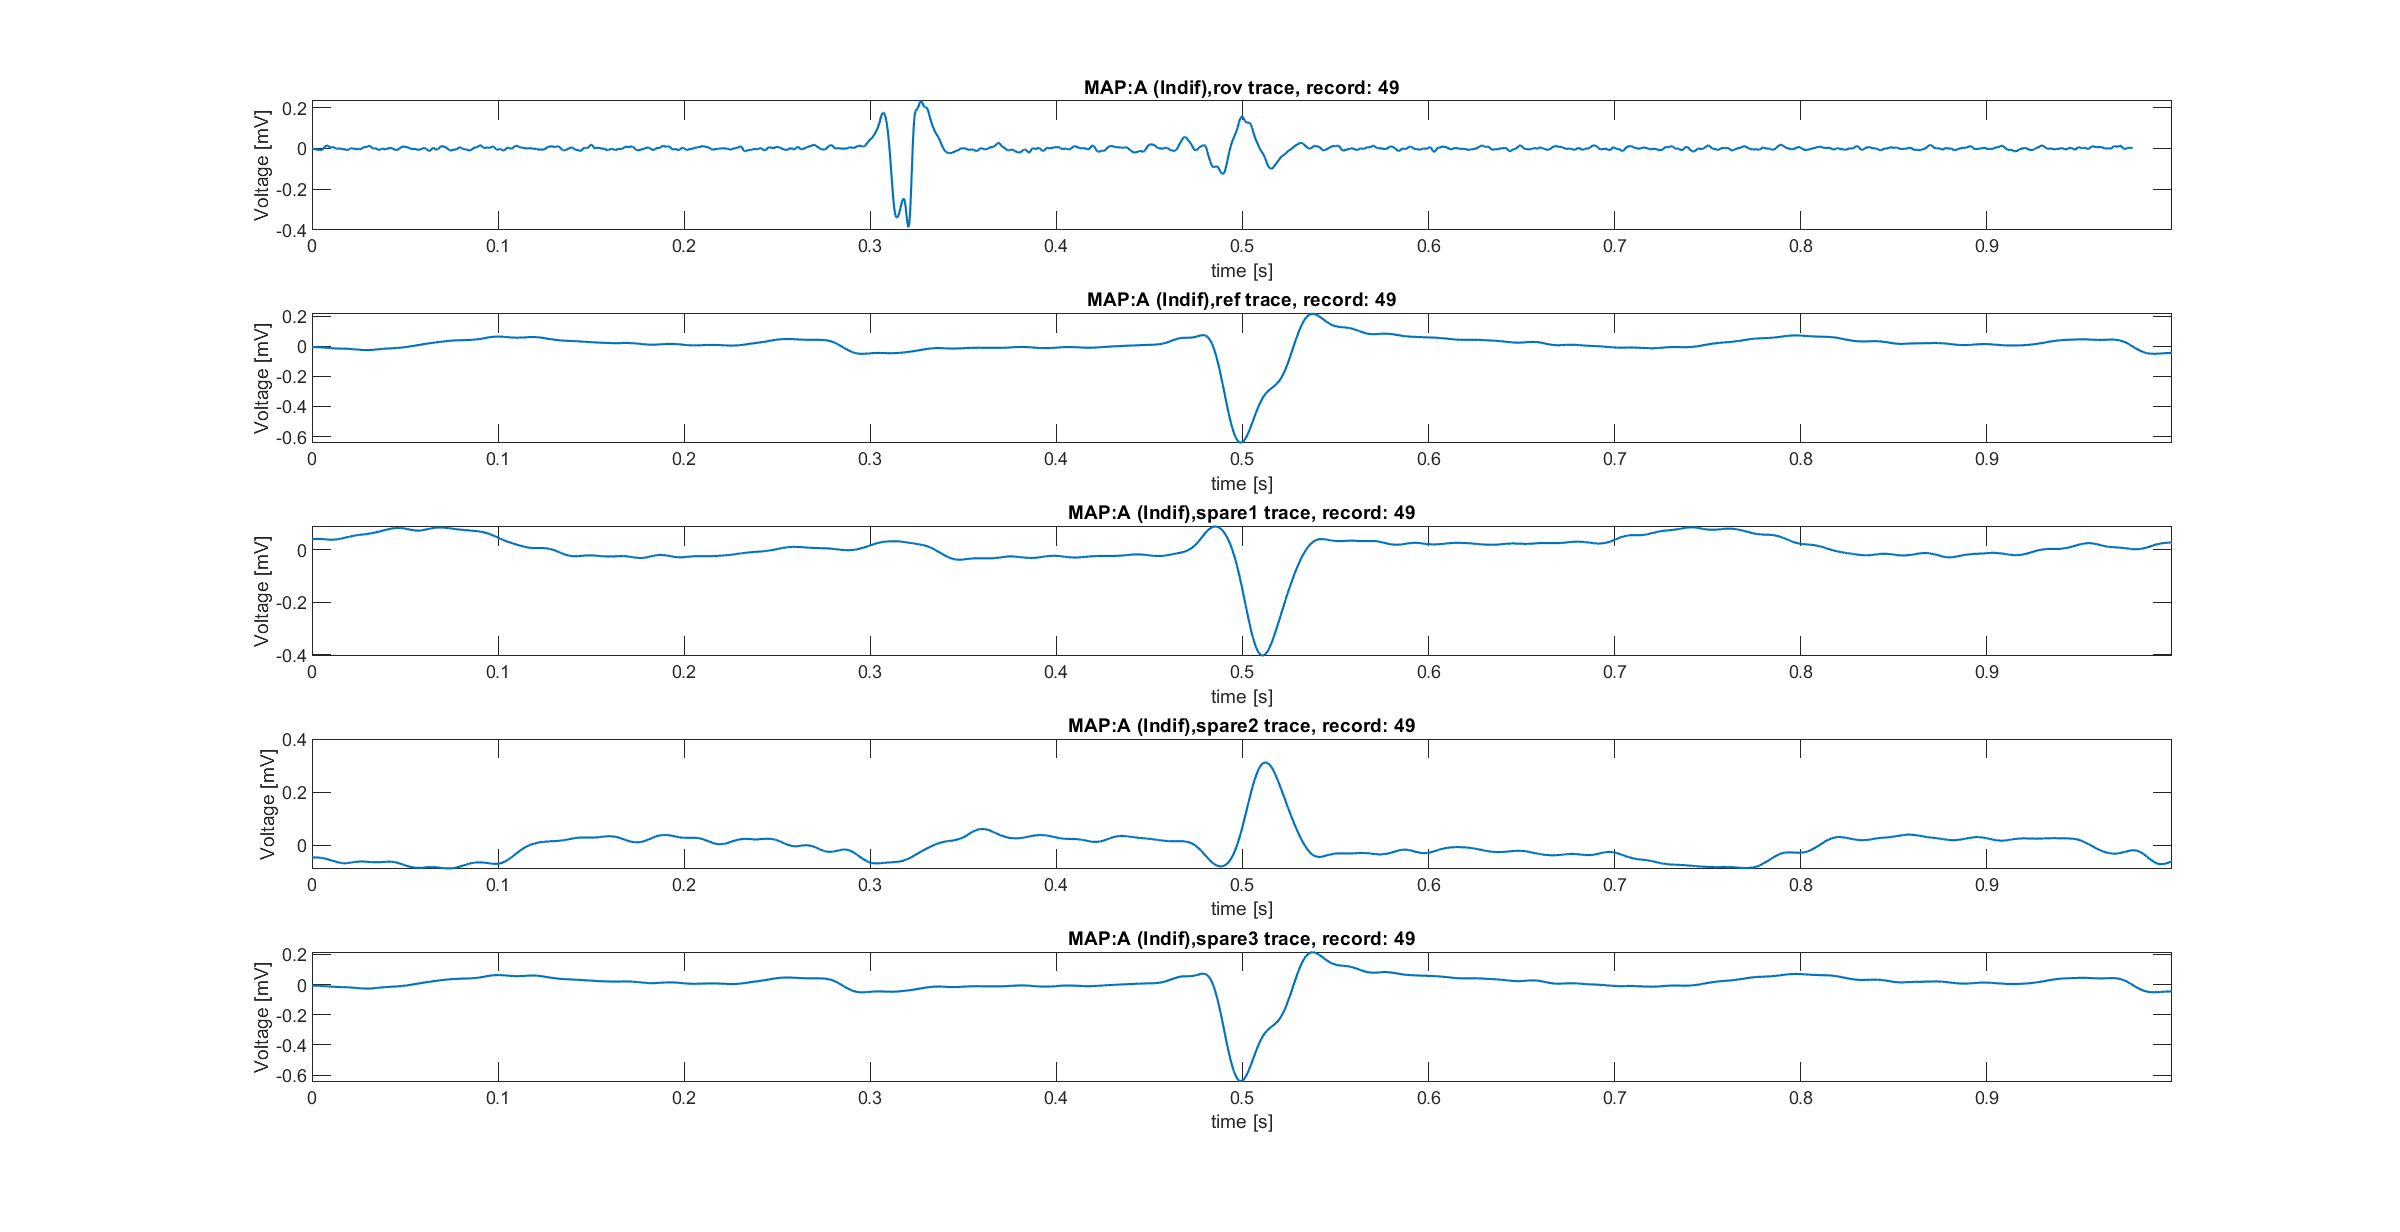 MAP:A (Indif),rov trace, record: 49
Voltage [mV]
0.2
0
-0.2
-0.4
0 0.1 0.2 0.3 0.4 0.5 0.6 0.7 0.8 0.9
time [s]
MAP:A (Indif),ref trace, record: 49
Voltage [mV]
0.2
0
-0.2
-0.4
-0.6
0 0.1 0.2 0.3 0.4 0.5 0.6 0.7 0.8 0.9
time [s]
MAP:A (Indif),spare1 trace, record: 49
Voltage [mV]
0
-0.2
-0.4
0 0.1 0.2 0.3 0.4 0.5 0.6 0.7 0.8 0.9
time [s]
MAP:A (Indif),spare2 trace, record: 49
Voltage [mV]
0.4
0.2
0
0 0.1 0.2 0.3 0.4 0.5 0.6 0.7 0.8 0.9
time [s]
MAP:A (Indif),spare3 trace, record: 49
Voltage [mV]
0.2
0
-0.2
-0.4
-0.6
0 0.1 0.2 0.3 0.4 0.5 0.6 0.7 0.8 0.9
time [s]